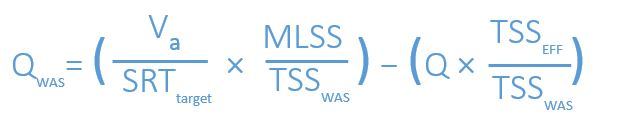 Q_WAS = ( V_a / SRT_target × MLSS / TSS_WAS ) − ( Q × TSS_EFF / TSS_WAS )